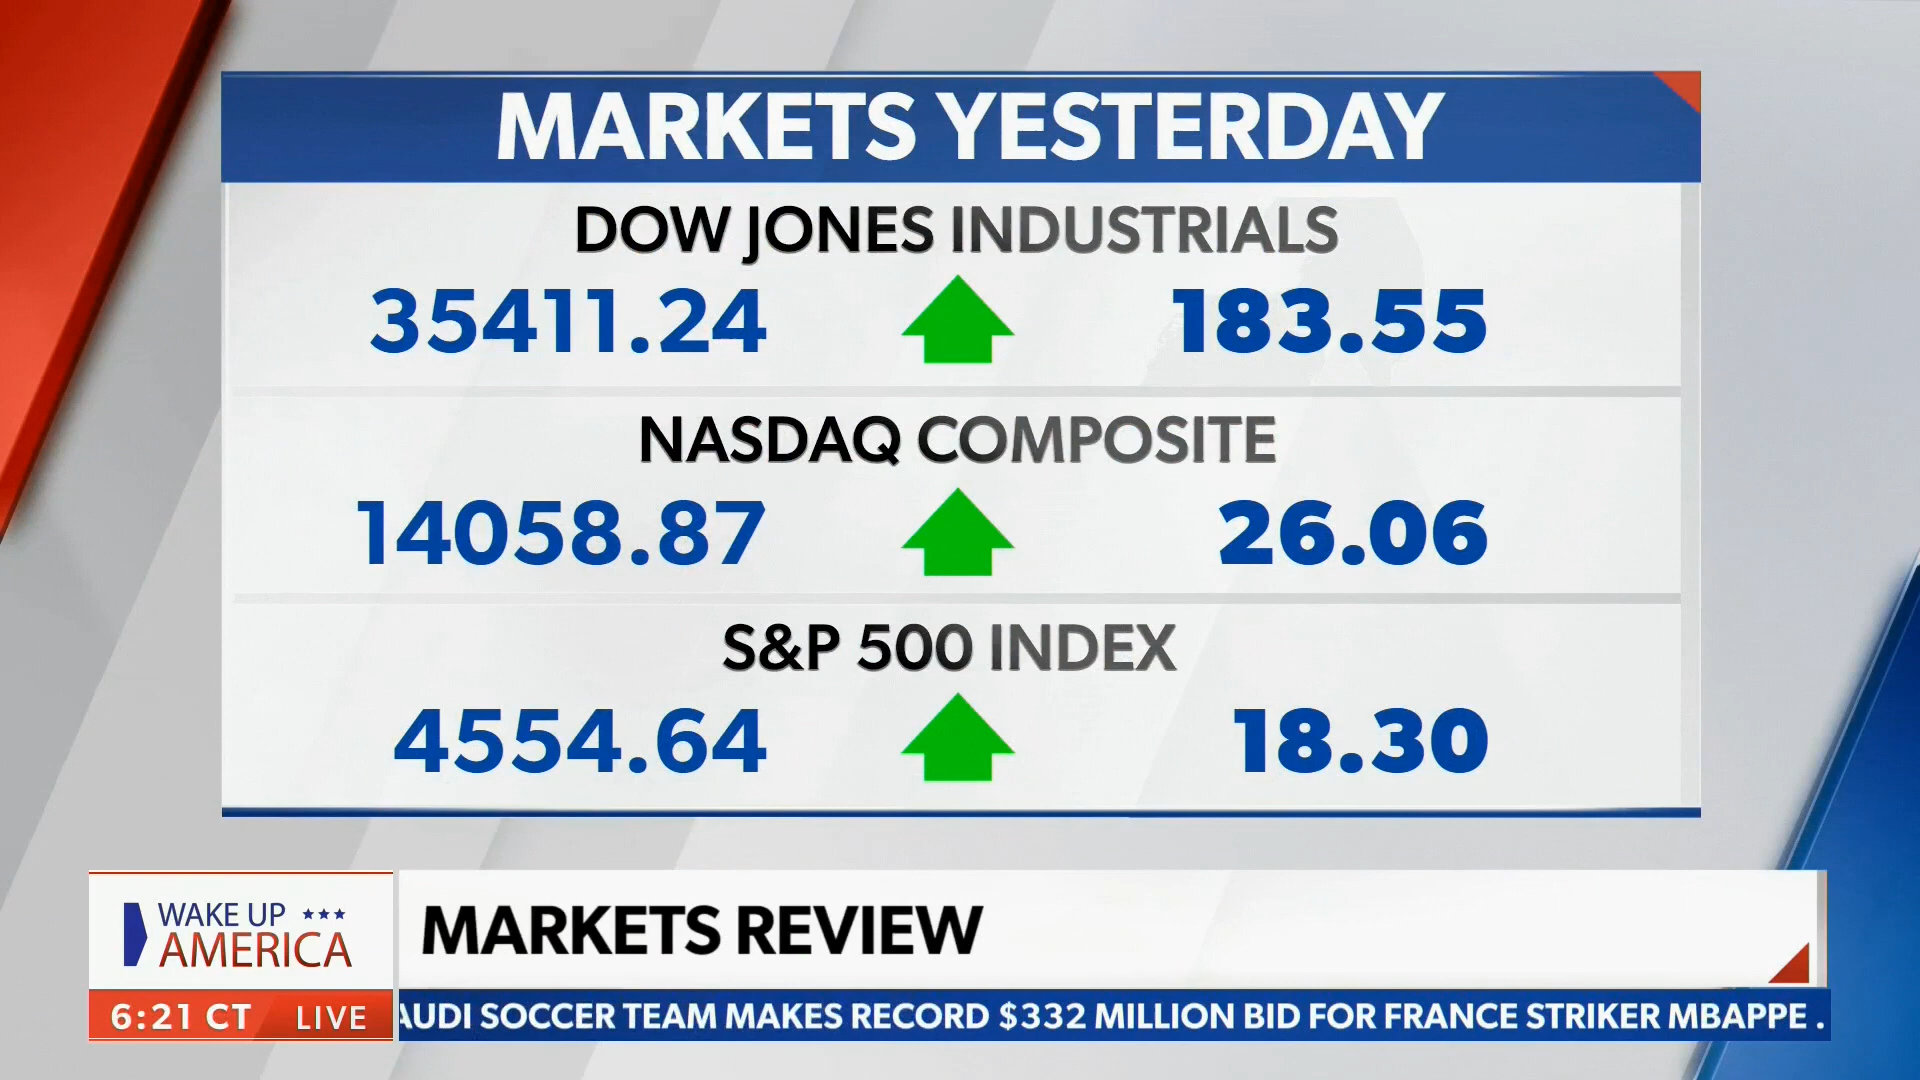 MARKETS YESTERDAY
DOW JONES INDUSTRIALS
35411.24 183.55
NASDAQ COMPOSITE
14058.87 26.06
S&P 500 INDEX
4554.64 18.30
WAKE UP
AMERICA
MARKETS REVIEW
6:21 CT LIVE
AUDI SOCCER TEAM MAKES RECORD $332 MILLION BID FOR FRANCE STRIKER MBAPPE .